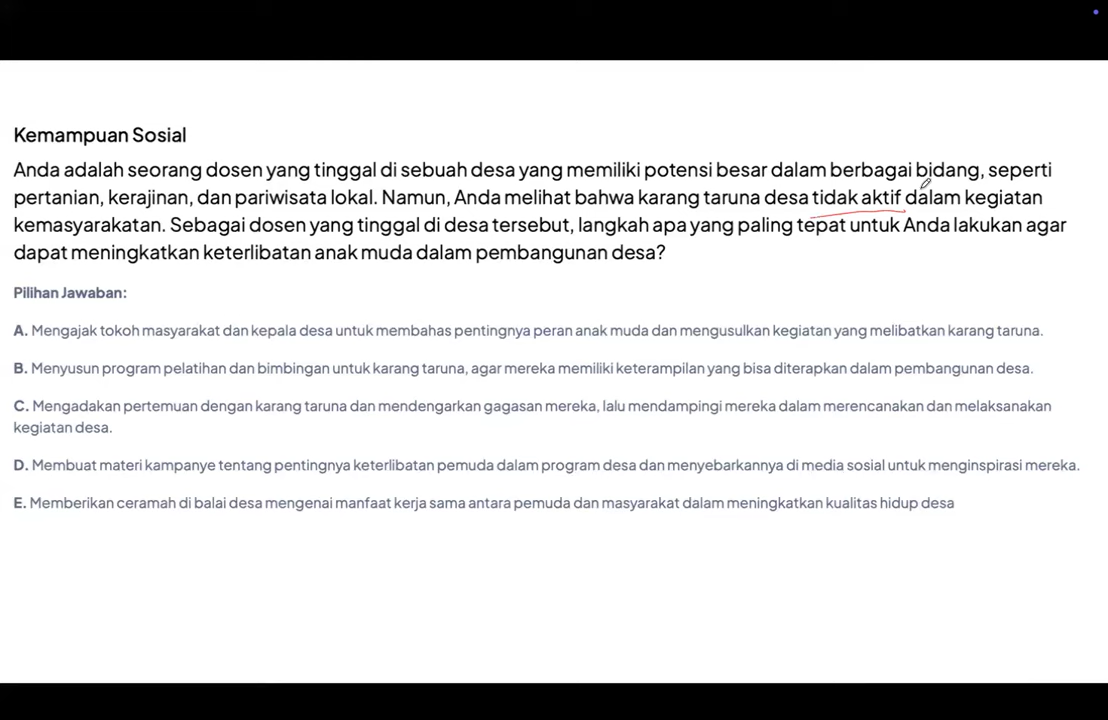 Kemampuan Sosial
Anda adalah seorang dosen yang tinggal di sebuah desa yang memiliki potensi besar dalam berbagai bidang, seperti
pertanian, kerajinan, dan pariwisata lokal. Namun, Anda melihat bahwa karang taruna desa tidak aktif dalam kegiatan
kemasyarakatan. Sebagai dosen yang tinggal di desa tersebut, langkah apa yang paling tepat untuk Anda lakukan agar
dapat meningkatkan keterlibatan anak muda dalam pembangunan desa?
Pilihan Jawaban:
A. Mengajak tokoh masyarakat dan kepala desa untuk membahas pentingnya peran anak muda dan mengusulkan kegiatan yang melibatkan karang taruna.
B. Menyusun program pelatihan dan bimbingan untuk karang taruna, agar mereka memiliki keterampilan yang bisa diterapkan dalam pembangunan desa.
C. Mengadakan pertemuan dengan karang taruna dan mendengarkan gagasan mereka, lalu mendampingi mereka dalam merencanakan dan melaksanakan
kegiatan desa.
D. Membuat materi kampanye tentang pentingnya keterlibatan pemuda dalam program desa dan menyebarkannya di media sosial untuk menginspirasi mereka.
E. Memberikan ceramah di balai desa mengenai manfaat kerja sama antara pemuda dan masyarakat dalam meningkatkan kualitas hidup desa